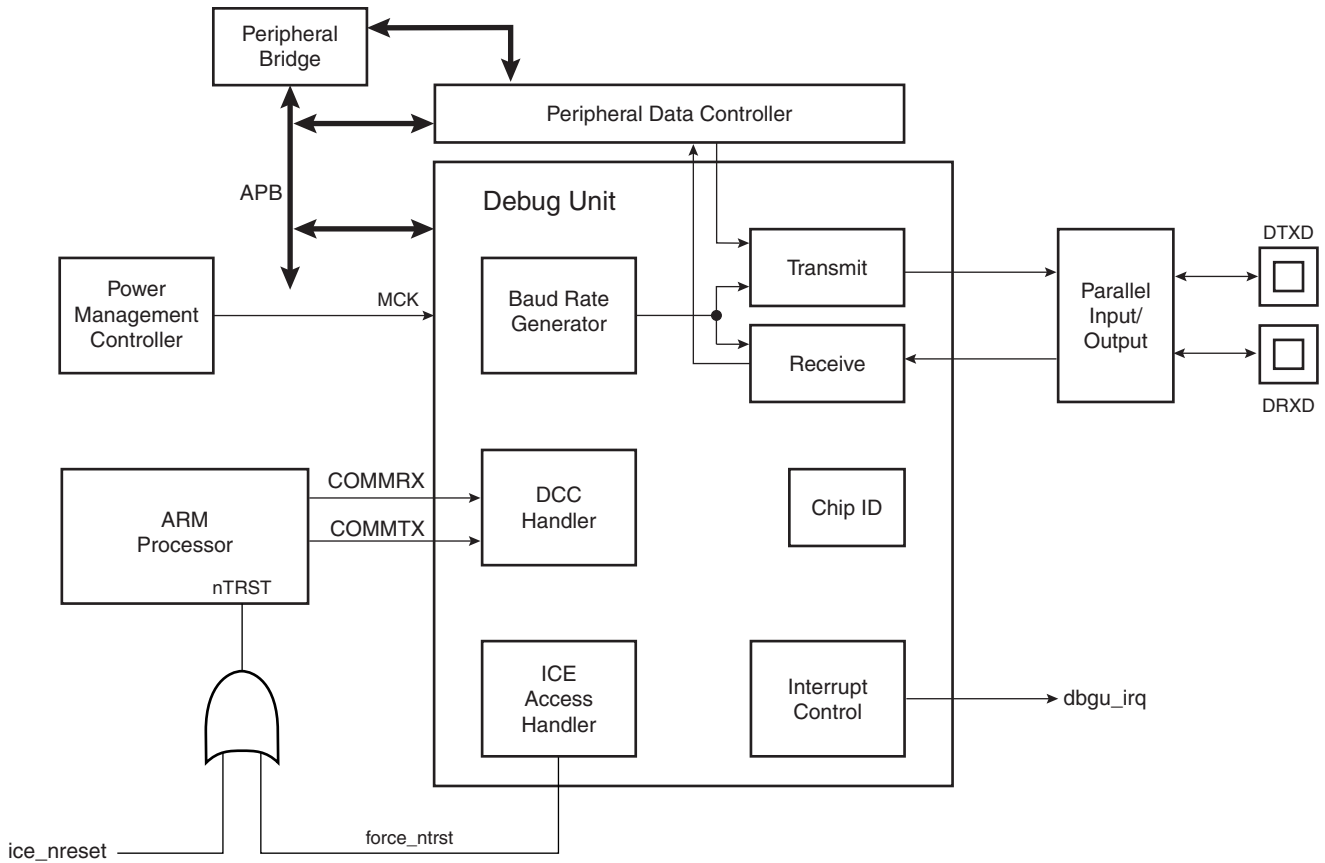 Peripheral
Bridge
Peripheral Data Controller
APB
Debug Unit
DTXD
Transmit
Power
Management
Controller
MCK
Baud Rate
Generator
Parallel
Input/
Output
Receive
DRXD
COMMRX
DCC
Handler
Chip ID
ARM
Processor
COMMTX
nTRST
ICE
Access
Handler
Interrupt
Control
dbgu_irq
force_ntrst
ice_nreset